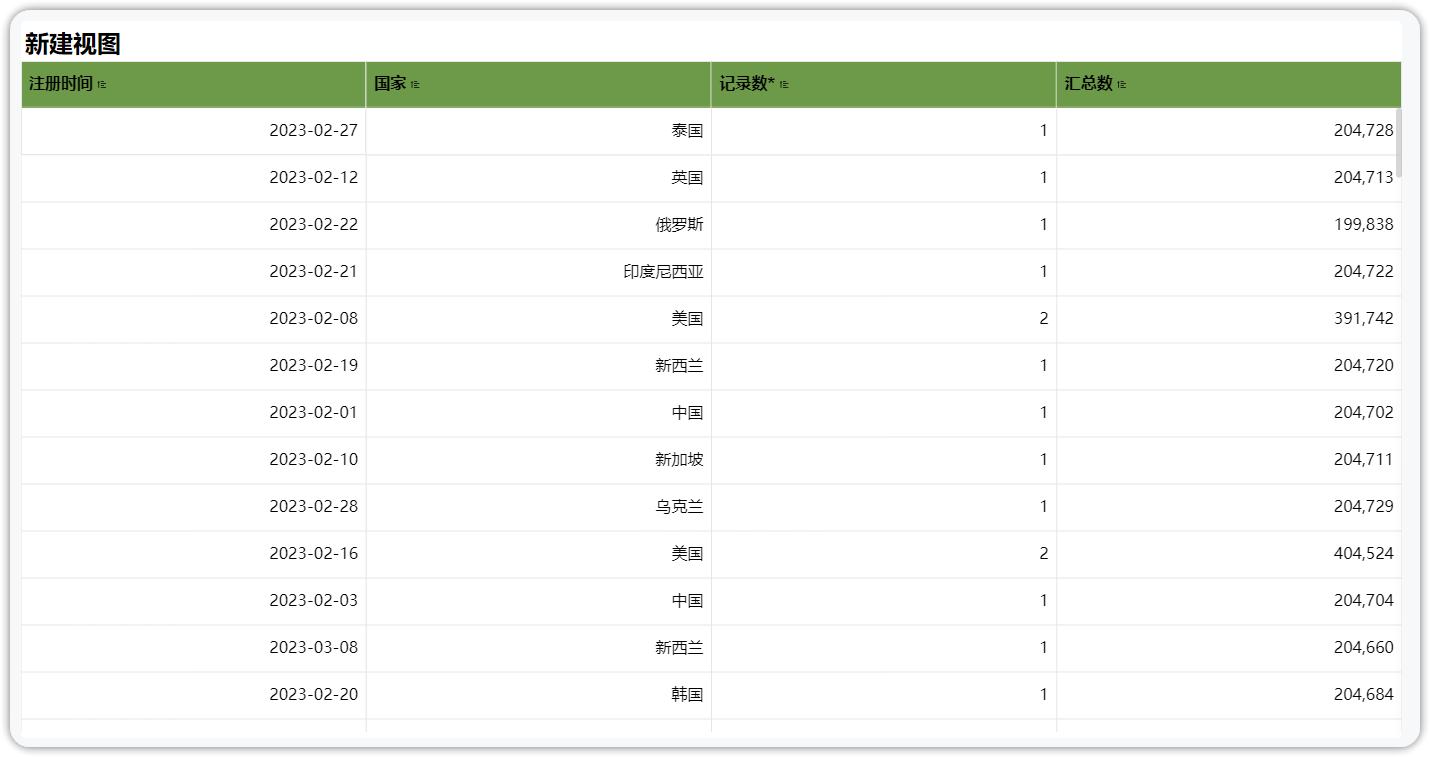 新建视图
注册时间 国家 记录数* 汇总数
2023-02-27 泰国 1 204,728
2023-02-12 英国 1 204,713
2023-02-22 俄罗斯 1 199,838
2023-02-21 印度尼西亚 1 204,722
2023-02-08 美国 2 391,742
2023-02-19 新西兰 1 204,720
2023-02-01 中国 1 204,702
2023-02-10 新加坡 1 204,711
2023-02-28 乌克兰 1 204,729
2023-02-16 美国 2 404,524
2023-02-03 中国 1 204,704
2023-03-08 新西兰 1 204,660
2023-02-20 韩国 1 204,684